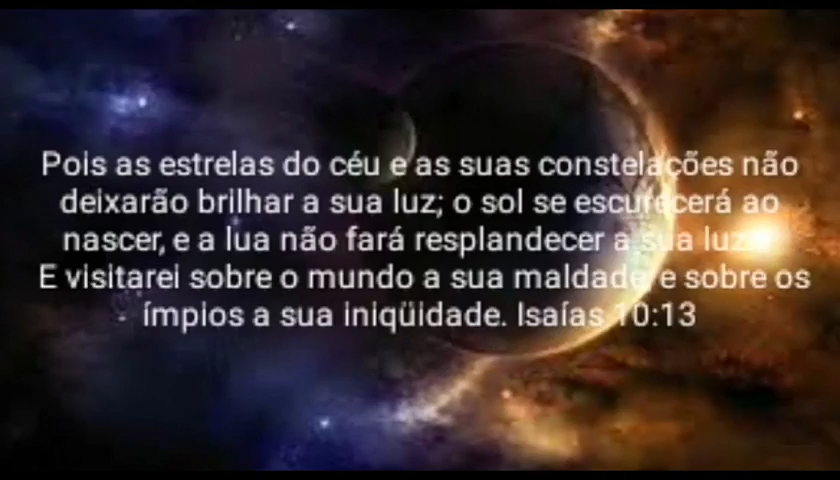 Pois as estrelas do céu e as suas constelações não
deixarão brilhar a sua luz; o sol se escurecerá ao
nascer, e a lua não fará resplandecer a sua luz...
E visitarei sobre o mundo a sua maldade, e sobre os
ímpios a sua iniqüidade. Isaías 10:13